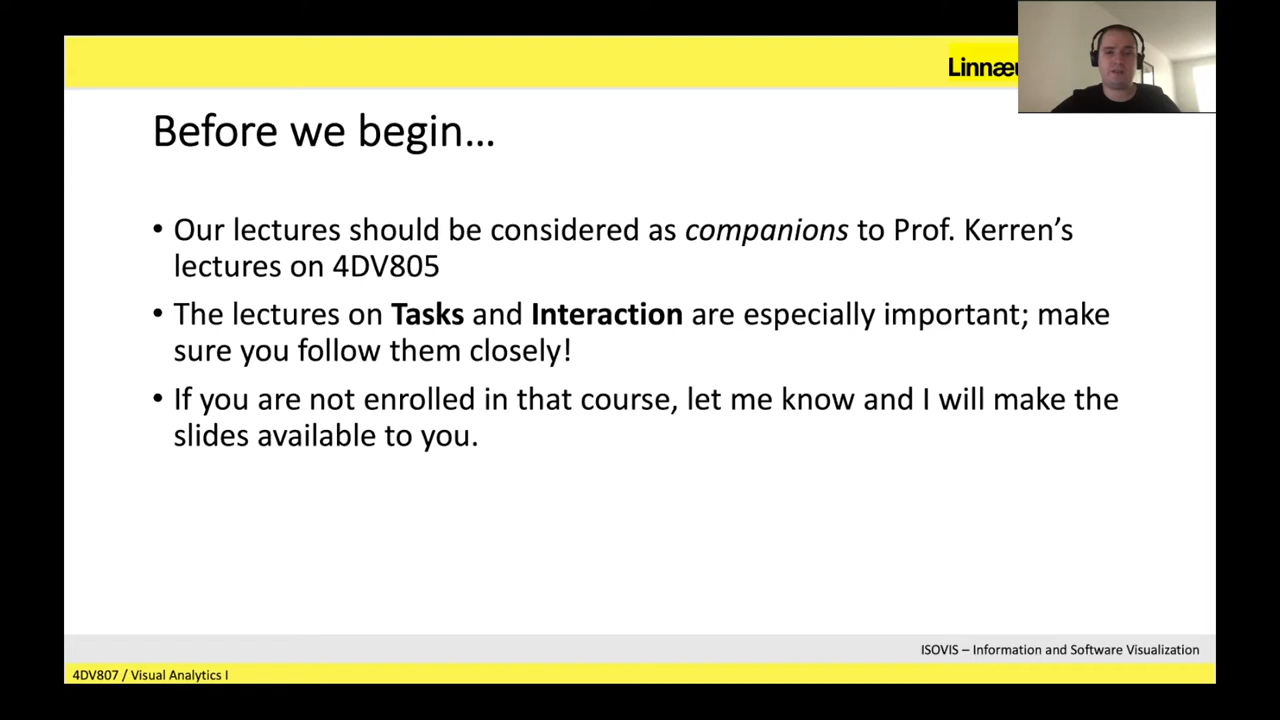 Before we begin…
• Our lectures should be considered as companions to Prof. Kerren’s
lectures on 4DV805
• The lectures on Tasks and Interaction are especially important; make
sure you follow them closely!
• If you are not enrolled in that course, let me know and I will make the
slides available to you.
ISOVIS – Information and Software Visualization
4DV807 / Visual Analytics I